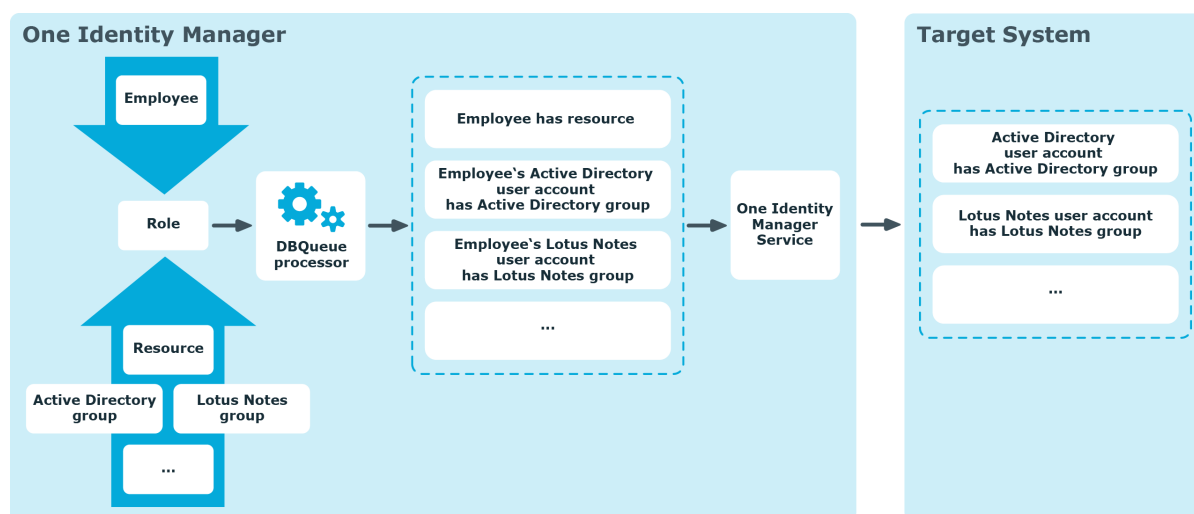 One Identity Manager
Employee
Role
Resource
Active Directory
group
Lotus Notes
group
...
DBQueue
processor
Employee has resource
Employee‘s Active Directory
user account
has Active Directory group
Employee‘s Lotus Notes
user account
has Lotus Notes group
...
One Identity
Manager
Service
Target System
Active Directory
user account
has Active Directory group
Lotus Notes user account
has Lotus Notes group
...